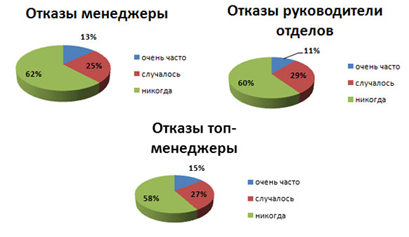 Отказы менеджеры
13%
25%
62%
очень часто
случалось
никогда
Отказы руководители
отделов
11%
29%
60%
очень часто
случалось
никогда
Отказы топ-
менеджеры
15%
27%
58%
очень часто
случалось
никогда